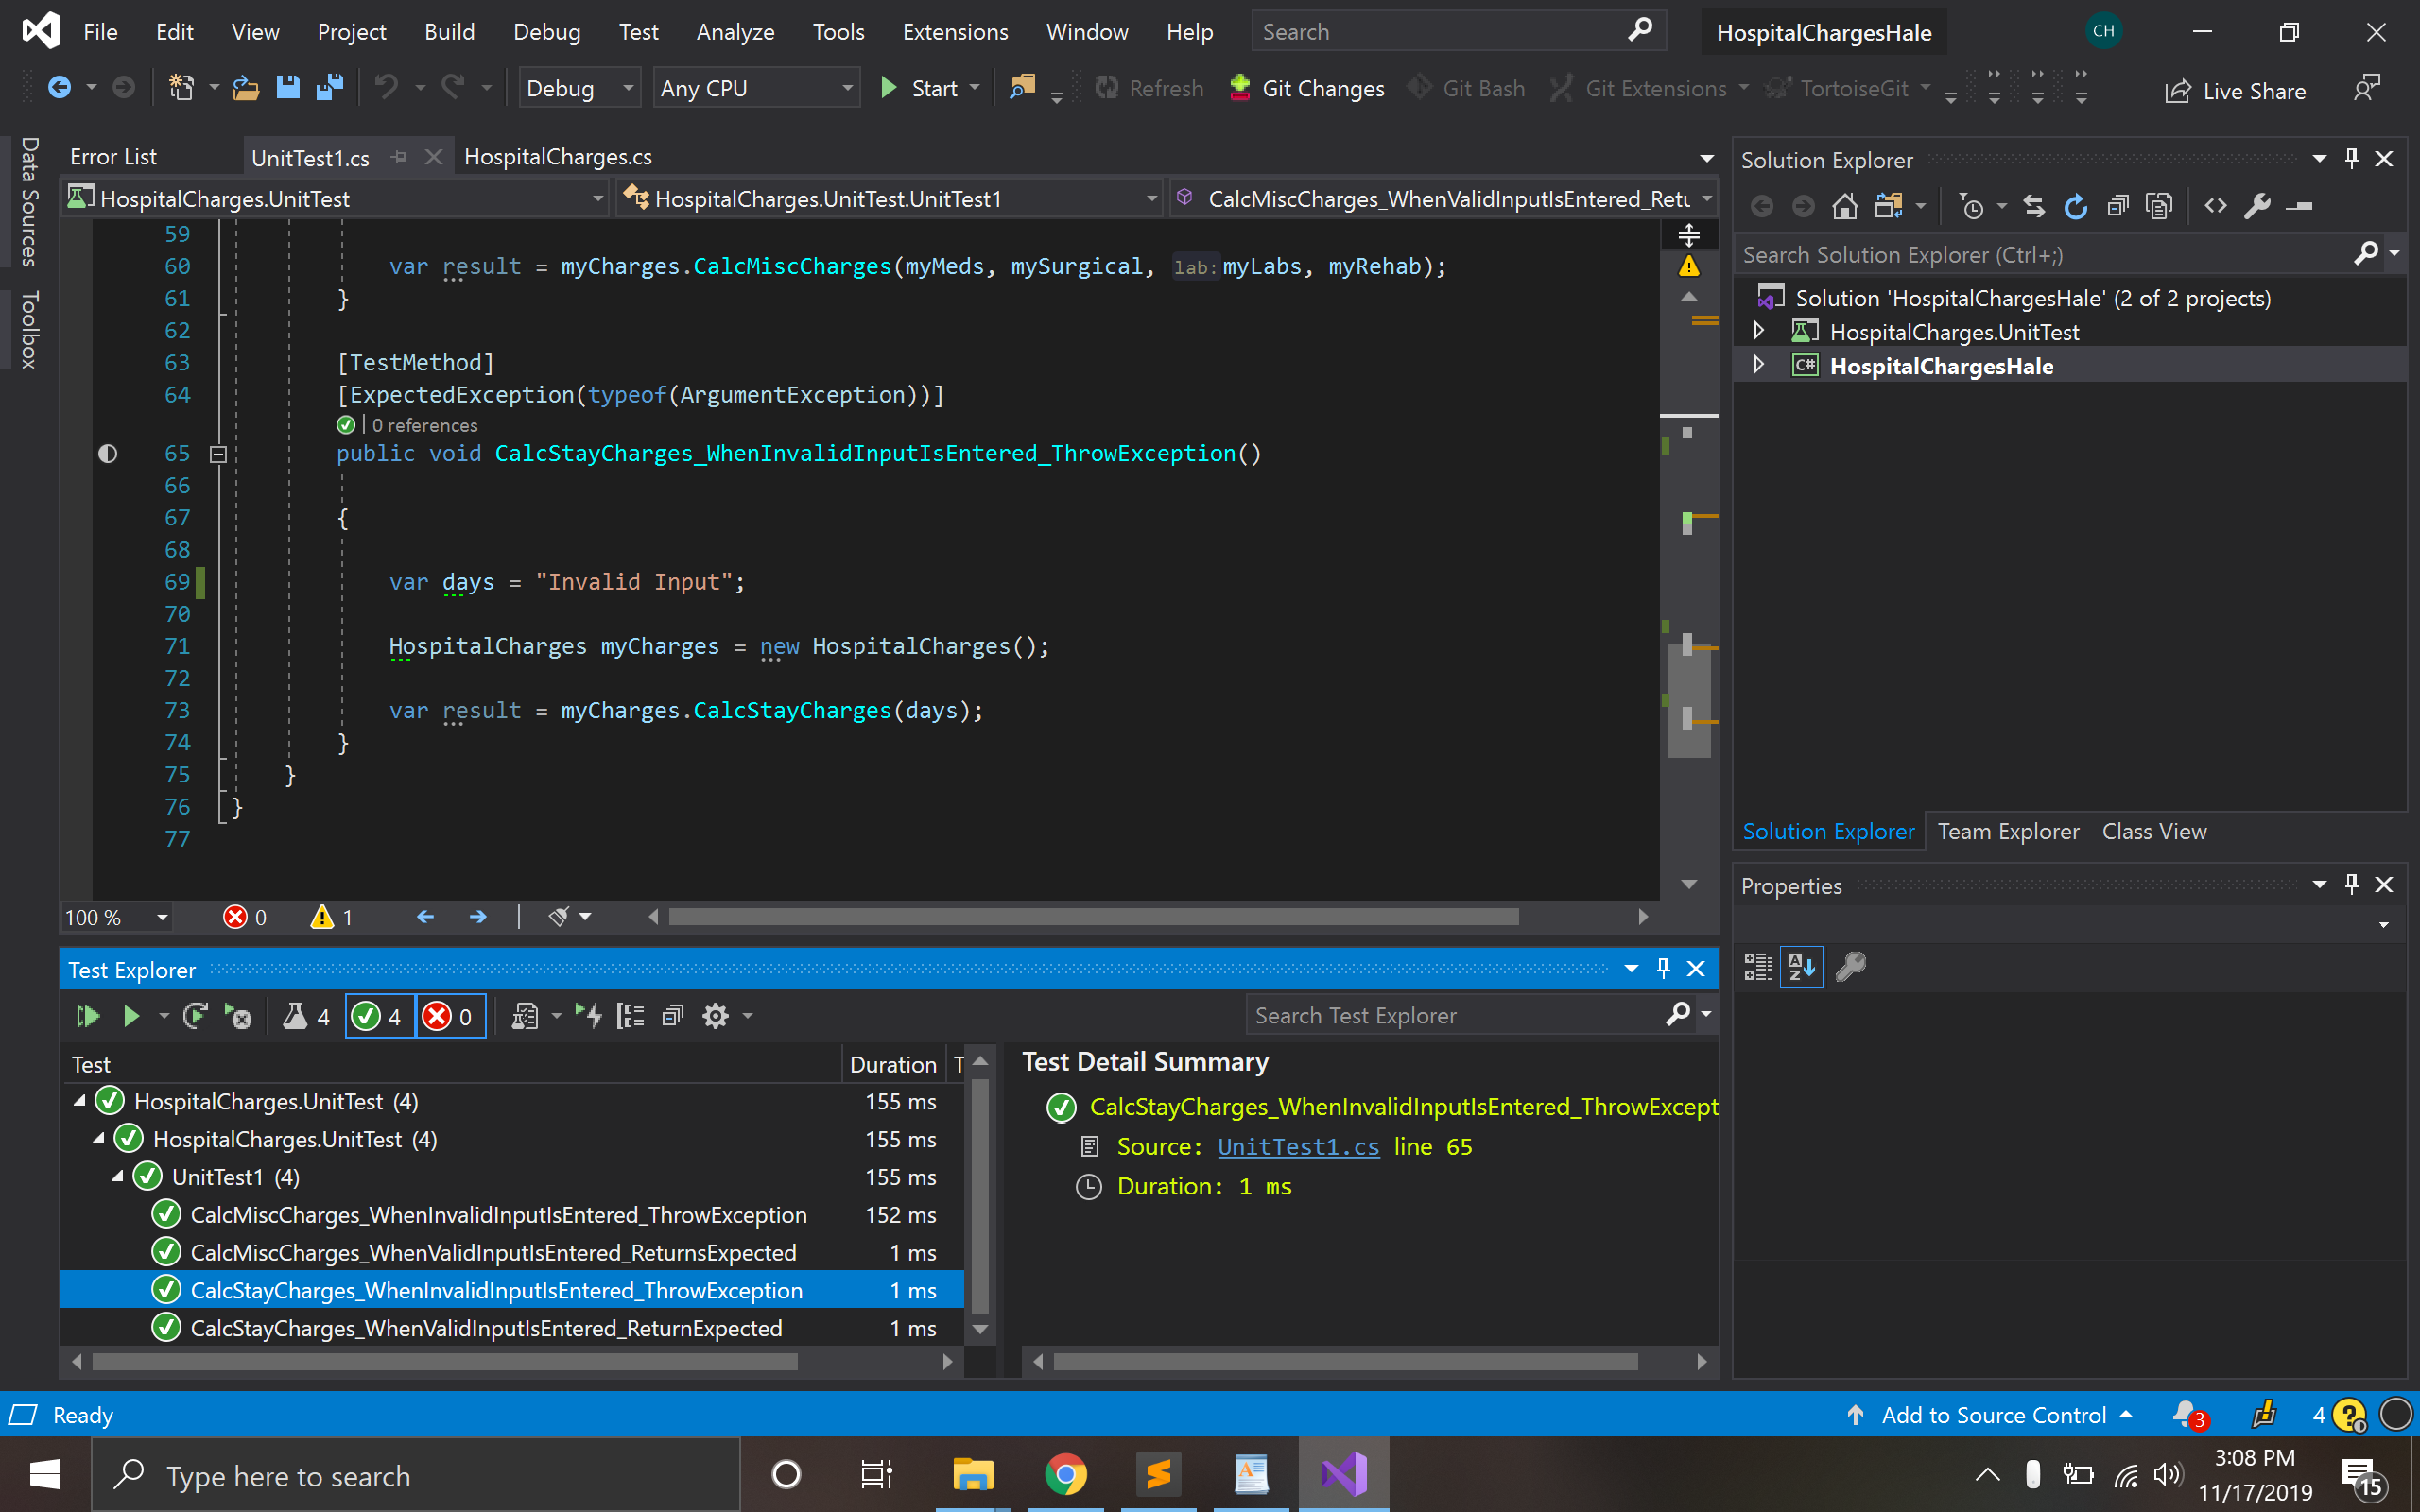 File Edit View Project Build Debug Test Analyze Tools Extensions Window Help Search HospitalChargesHale CH
Debug Any CPU Start Refresh Git Changes Git Bash Git Extensions TortoiseGit Live Share
Data Sources
Toolbox
Error List UnitTest1.cs HospitalCharges.cs
HospitalCharges.UnitTest HospitalCharges.UnitTest.UnitTest1 CalcMiscCharges_WhenValidInputIsEntered_Retu
59
60 var result = myCharges.CalcMiscCharges(myMeds, mySurgical, lab:myLabs, myRehab);
61 }
62
63 [TestMethod]
64 [ExpectedException(typeof(ArgumentException))]
0 references
65 public void CalcStayCharges_WhenInvalidInputIsEntered_ThrowException()
66
67 {
68
69 var days = "Invalid Input";
70
71 HospitalCharges myCharges = new HospitalCharges();
72
73 var result = myCharges.CalcStayCharges(days);
74 }
75 }
76 }
77
100 % 0 1
Solution Explorer
Search Solution Explorer (Ctrl+;)
Solution 'HospitalChargesHale' (2 of 2 projects)
HospitalCharges.UnitTest
C# HospitalChargesHale
Solution Explorer Team Explorer Class View
Properties
Test Explorer
4 4 0 Search Test Explorer
Test Duration T
HospitalCharges.UnitTest (4) 155 ms
HospitalCharges.UnitTest (4) 155 ms
UnitTest1 (4) 155 ms
CalcMiscCharges_WhenInvalidInputIsEntered_ThrowException 152 ms
CalcMiscCharges_WhenValidInputIsEntered_ReturnsExpected 1 ms
CalcStayCharges_WhenInvalidInputIsEntered_ThrowException 1 ms
CalcStayCharges_WhenValidInputIsEntered_ReturnExpected 1 ms
Test Detail Summary
CalcStayCharges_WhenInvalidInputIsEntered_ThrowExcept
Source: UnitTest1.cs line 65
Duration: 1 ms
Ready Add to Source Control 3 4
Type here to search
3:08 PM
11/17/2019
15